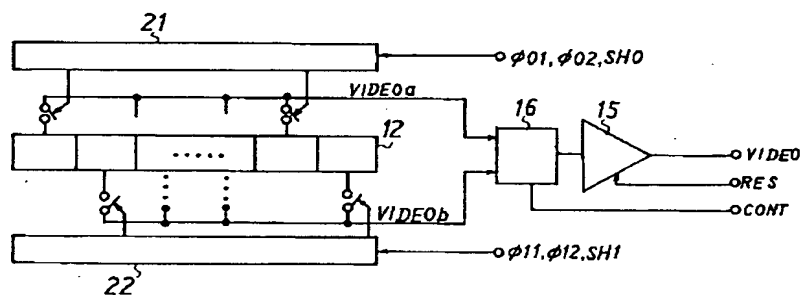 21
φ01, φ02, SH0
VIDEOa
16
15
12
VIDEO
RES
CONT
VIDEOb
φ11, φ12, SH1
22